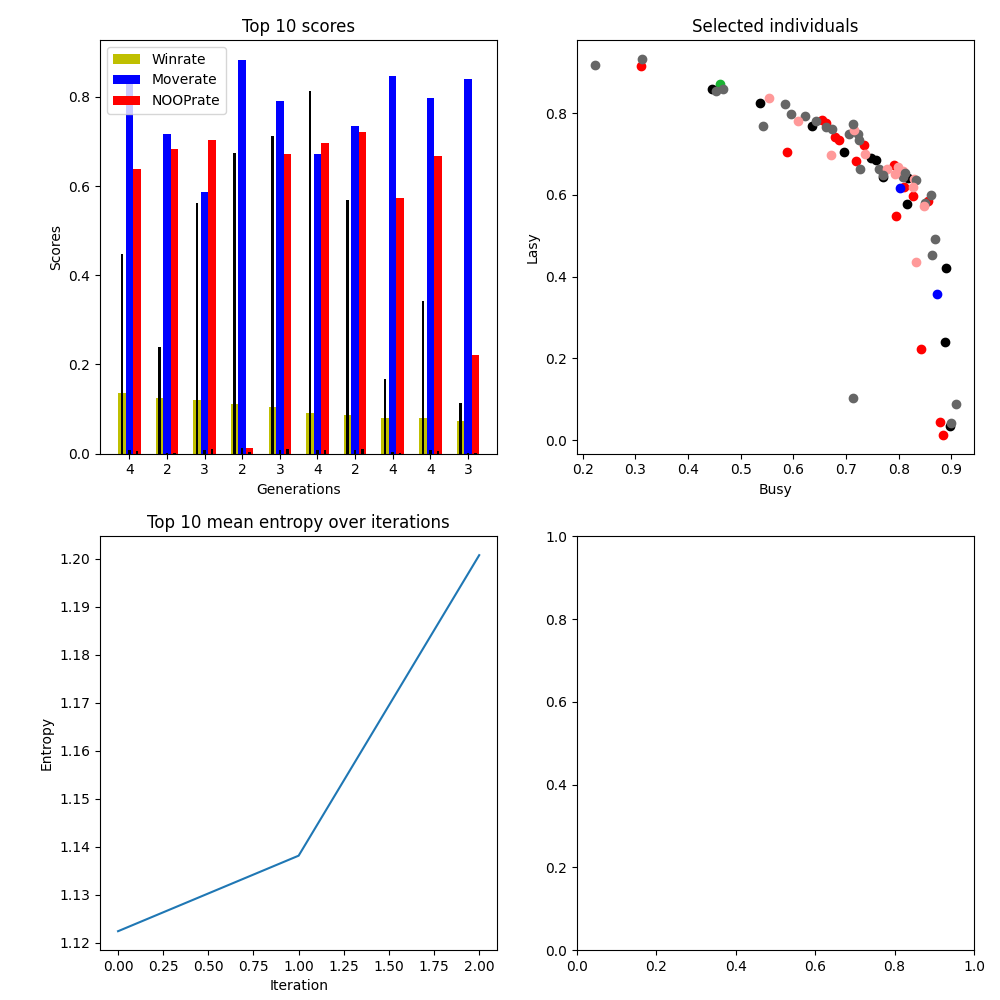 Top 10 scores
Winrate
Moverate
NOOPrate
0.8
0.6
0.4
0.2
0.0
Scores
4 2 3 2 3 4 2 4 4 3
Generations
Selected individuals
0.8
0.6
0.4
0.2
0.0
Lasy
0.2 0.3 0.4 0.5 0.6 0.7 0.8 0.9
Busy
Top 10 mean entropy over iterations
1.20
1.19
1.18
1.17
1.16
1.15
1.14
1.13
1.12
Entropy
0.00 0.25 0.50 0.75 1.00 1.25 1.50 1.75 2.00
Iteration
1.0
0.8
0.6
0.4
0.2
0.0
0.0 0.2 0.4 0.6 0.8 1.0